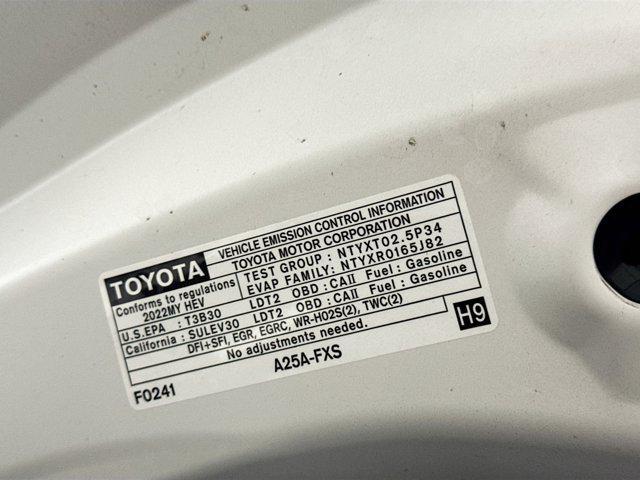 TOYOTA
VEHICLE EMISSION CONTROL INFORMATION
TOYOTA MOTOR CORPORATION
Conforms to regulations
2022MY HEV
TEST GROUP : NTYXT02.5P34
EVAP FAMILY: NTYXR0165J82
U.S.EPA : T3B30 LDT2 OBD : CAII Fuel : Gasoline
California : SULEV30 LDT2 OBD : CAII Fuel : Gasoline
DFI+SFI, EGR, EGRC, WR-HO2S(2), TWC(2)
No adjustments needed.
F0241 A25A-FXS H9